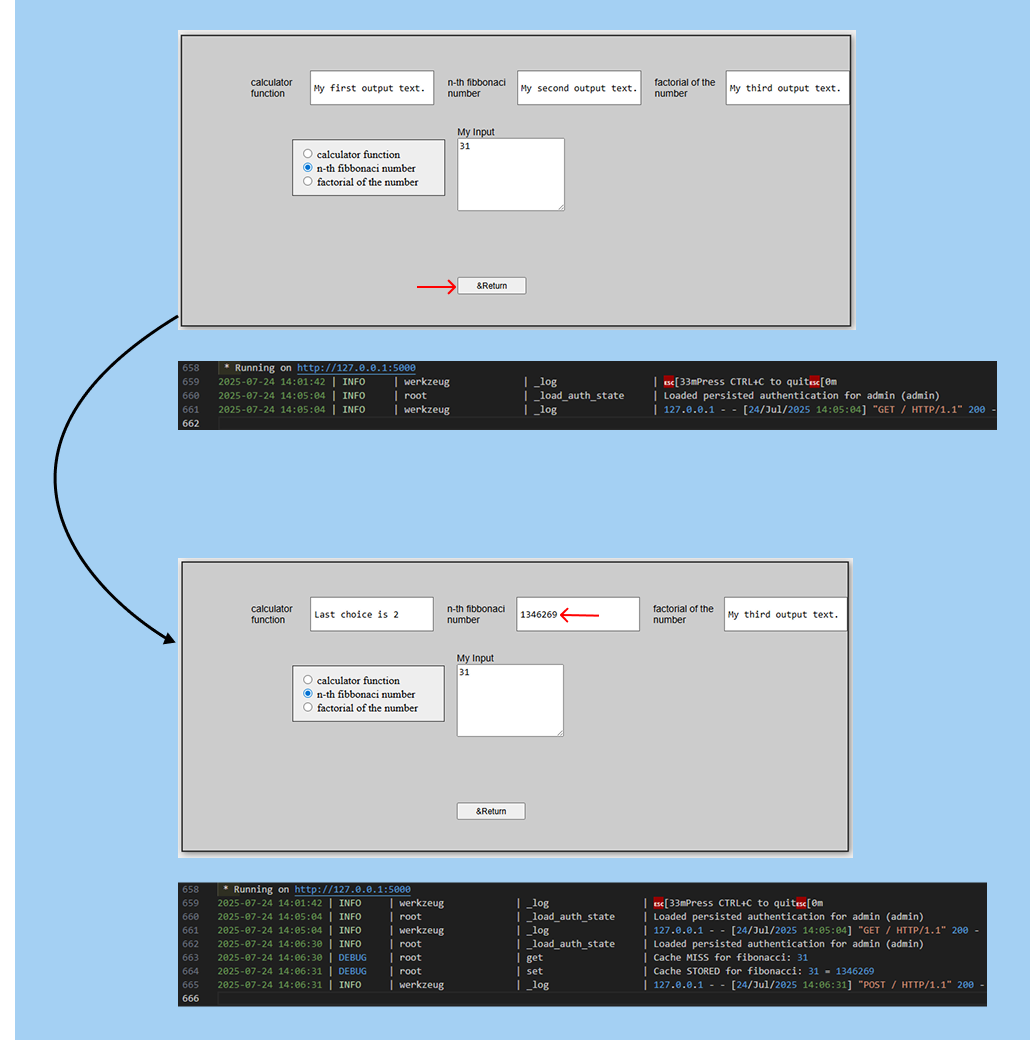 calculator function
My first output text.
n-th fibbonaci number
My second output text.
factorial of the number
My third output text.
My Input
calculator function
n-th fibbonaci number
factorial of the number
31
&Return
658 * Running on http://127.0.0.1:5000
659 2025-07-24 14:01:42 | INFO | werkzeug | _log | ESC[33mPress CTRL+C to quitESC[0m
660 2025-07-24 14:05:04 | INFO | root | _load_auth_state | Loaded persisted authentication for admin (admin)
661 2025-07-24 14:05:04 | INFO | werkzeug | _log | 127.0.0.1 - - [24/Jul/2025 14:05:04] "GET / HTTP/1.1" 200 -
662
calculator function
Last choice is 2
n-th fibbonaci number
1346269
factorial of the number
My third output text.
My Input
calculator function
n-th fibbonaci number
factorial of the number
31
&Return
658 * Running on http://127.0.0.1:5000
659 2025-07-24 14:01:42 | INFO | werkzeug | _log | ESC[33mPress CTRL+C to quitESC[0m
660 2025-07-24 14:05:04 | INFO | root | _load_auth_state | Loaded persisted authentication for admin (admin)
661 2025-07-24 14:05:04 | INFO | werkzeug | _log | 127.0.0.1 - - [24/Jul/2025 14:05:04] "GET / HTTP/1.1" 200 -
662 2025-07-24 14:06:30 | INFO | root | _load_auth_state | Loaded persisted authentication for admin (admin)
663 2025-07-24 14:06:30 | DEBUG | root | get | Cache MISS for fibonacci: 31
664 2025-07-24 14:06:31 | DEBUG | root | set | Cache STORED for fibonacci: 31 = 1346269
665 2025-07-24 14:06:31 | INFO | werkzeug | _log | 127.0.0.1 - - [24/Jul/2025 14:06:31] "POST / HTTP/1.1" 200 -
666